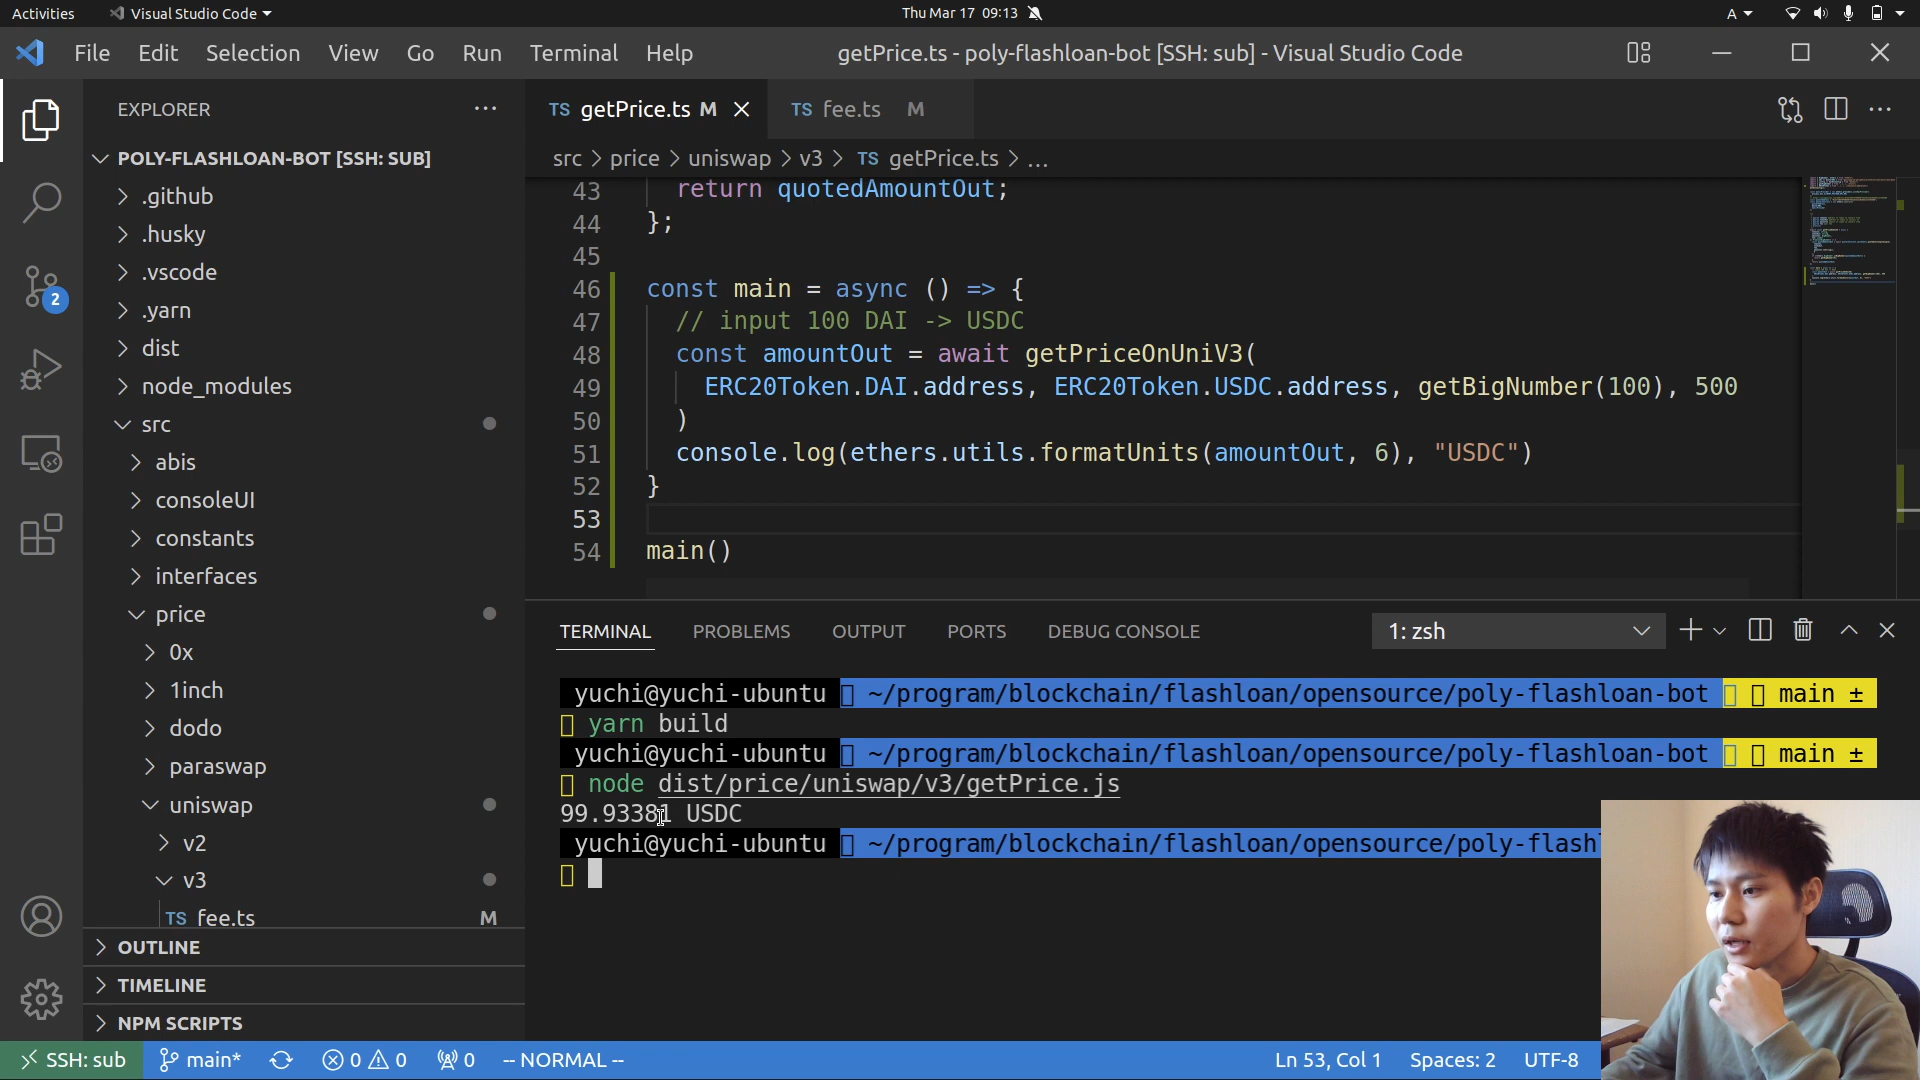 Activities Visual Studio Code Thu Mar 17 09:13 A
File Edit Selection View Go Run Terminal Help getPrice.ts - poly-flashloan-bot [SSH: sub] - Visual Studio Code
EXPLORER
TS getPrice.ts M TS fee.ts M
src > price > uniswap > v3 > TS getPrice.ts > ...
POLY-FLASHLOAN-BOT [SSH: SUB]
.github
.husky
.vscode
.yarn
dist
node_modules
src
abis
consoleUI
constants
interfaces
price
0x
1inch
dodo
paraswap
uniswap
v2
v3
TS fee.ts M
OUTLINE
TIMELINE
NPM SCRIPTS
2
43 return quotedAmountOut;
44 };
45
46 const main = async () => {
47 // input 100 DAI -> USDC
48 const amountOut = await getPriceOnUniV3(
49 ERC20Token.DAI.address, ERC20Token.USDC.address, getBigNumber(100), 500
50 )
51 console.log(ethers.utils.formatUnits(amountOut, 6), "USDC")
52 }
53
54 main()
TERMINAL PROBLEMS OUTPUT PORTS DEBUG CONSOLE 1: zsh
yuchi@yuchi-ubuntu ~/program/blockchain/flashloan/opensource/poly-flashloan-bot main ±
yarn build
yuchi@yuchi-ubuntu ~/program/blockchain/flashloan/opensource/poly-flashloan-bot main ±
node dist/price/uniswap/v3/getPrice.js
99.93381 USDC
yuchi@yuchi-ubuntu ~/program/blockchain/flashloan/opensource/poly-flash
SSH: sub main* 0 0 0 -- NORMAL -- Ln 53, Col 1 Spaces: 2 UTF-8